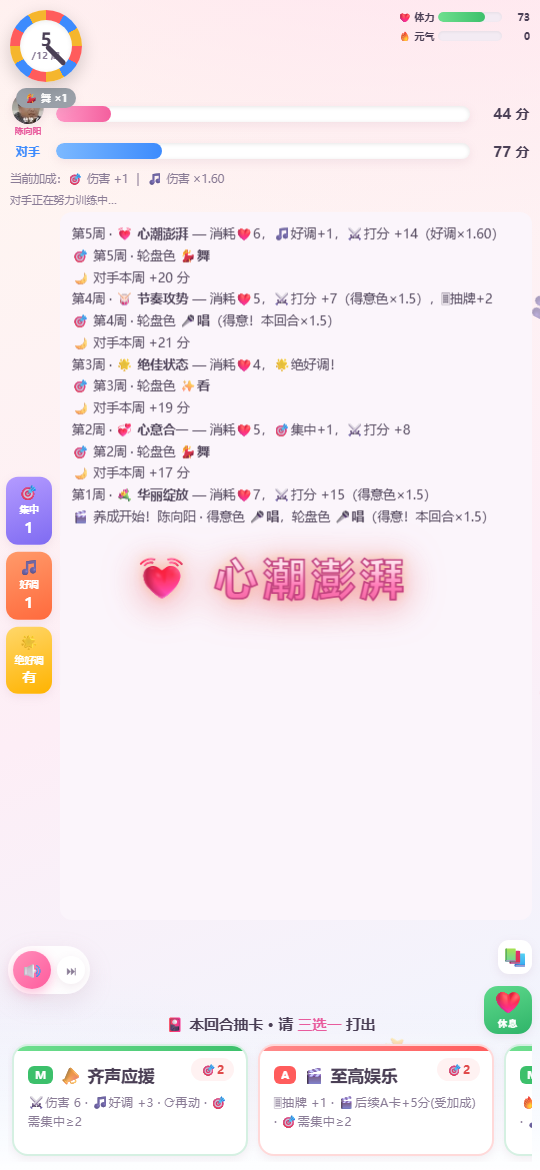 5
/12 周
体力 73
元气 0
舞 ×1
陈向阳
44 分
对手
77 分
当前加成： 伤害 +1 | 伤害 ×1.60
对手正在努力训练中...
第5周 · 心潮澎湃 — 消耗 6, 好调+1, 打分 +14（好调×1.60）
第5周 · 轮盘色 舞
对手本周 +20 分
第4周 · 节奏攻势 — 消耗 5, 打分 +7（得意色×1.5）, 抽牌+2
第4周 · 轮盘色 唱（得意！本回合×1.5）
对手本周 +21 分
第3周 · 绝佳状态 — 消耗 4, 绝好调！
第3周 · 轮盘色 香
对手本周 +19 分
第2周 · 心意合一 — 消耗 5, 集中+1, 打分 +8
第2周 · 轮盘色 舞
对手本周 +17 分
第1周 · 华丽绽放 — 消耗 7, 打分 +15（得意色×1.5）
养成开始！陈向阳 · 得意色 唱, 轮盘色 唱（得意！本回合×1.5）
心潮澎湃
集中
1
好调
1
绝好调
有
休息
本回合抽卡 • 请 三选一 打出
M 齐声应援 2
伤害 6 · 好调 +3 · 再动 ·
需集中≥2
A 至高娱乐 2
抽牌 +1 · 后续A卡+5分(受加成)
· 需集中≥2